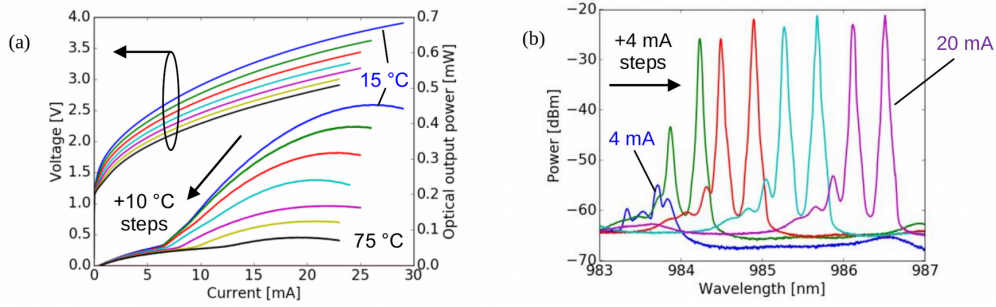 (a)
4.0
3.5
3.0
2.5
2.0
1.5
1.0
0.5
0.0
Voltage [V]
0.7
0.6
0.5
0.4
0.3
0.2
0.1
0.0
Optical output power [mW]
15 °C
+10 °C
steps
75 °C
0
5
10
15
20
25
30
Current [mA]
(b)
−20
−30
−40
−50
−60
−70
Power [dBm]
+4 mA
steps
20 mA
4 mA
983
984
985
986
987
Wavelength [nm]